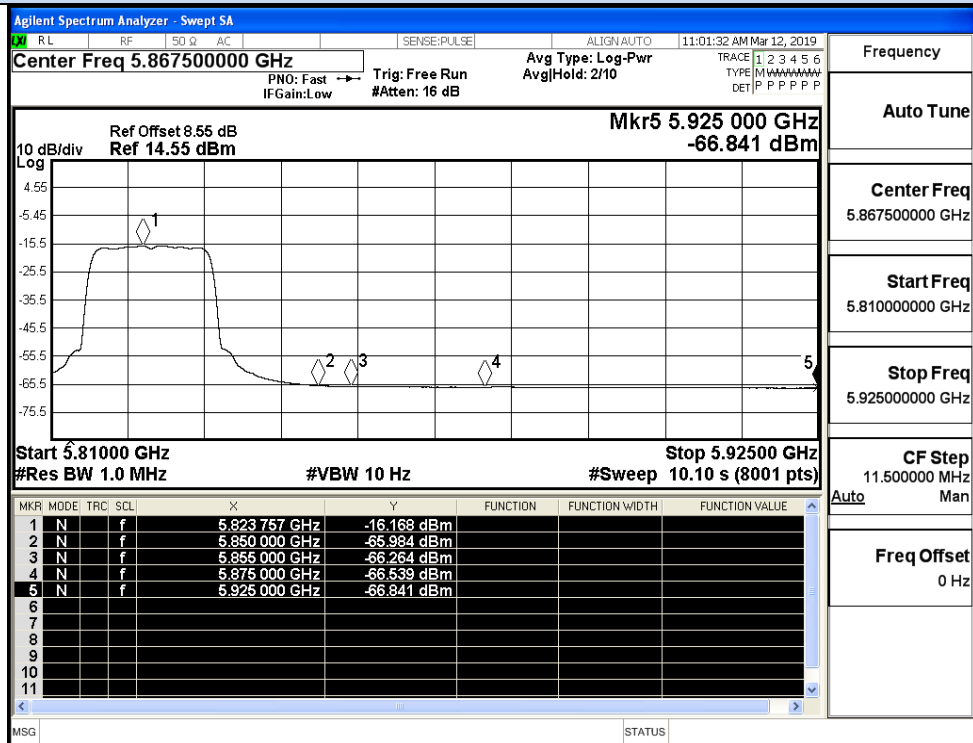 Agilent Spectrum Analyzer - Swept SA
LXI RL RF 50 Ω AC SENSE:PULSE ALIGN AUTO 11:01:32 AM Mar 12, 2019
Center Freq 5.867500000 GHz
PNO: Fast
IFGain:Low
Trig: Free Run
#Atten: 16 dB
Avg Type: Log-Pwr
Avg|Hold: 2/10
TRACE 1 2 3 4 5 6
TYPE M WWWWW
DET P P P P P P
Mkr5 5.925 000 GHz
-66.841 dBm
Ref Offset 8.55 dB
10 dB/div Ref 14.55 dBm
Log
4.55
-5.45
-15.5
-25.5
-35.5
-45.5
-55.5
-65.5
-75.5
1
2
3
4
5
Start 5.81000 GHz Stop 5.92500 GHz
#Res BW 1.0 MHz #VBW 10 Hz #Sweep 10.10 s (8001 pts)
MKR MODE TRC SCL X Y FUNCTION FUNCTION WIDTH FUNCTION VALUE
1 N f 5.823 757 GHz -16.168 dBm
2 N f 5.850 000 GHz -65.984 dBm
3 N f 5.855 000 GHz -66.264 dBm
4 N f 5.875 000 GHz -66.539 dBm
5 N f 5.925 000 GHz -66.841 dBm
6
7
8
9
10
11
MSG STATUS
Frequency
Auto Tune
Center Freq
5.867500000 GHz
Start Freq
5.810000000 GHz
Stop Freq
5.925000000 GHz
CF Step
11.500000 MHz
Auto Man
Freq Offset
0 Hz